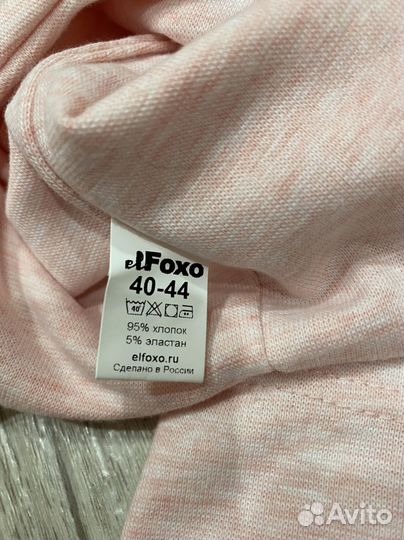 elFoxo
40-44
40
95% хлопок
5% эластан
elfoxo.ru
Сделано в России
Avito